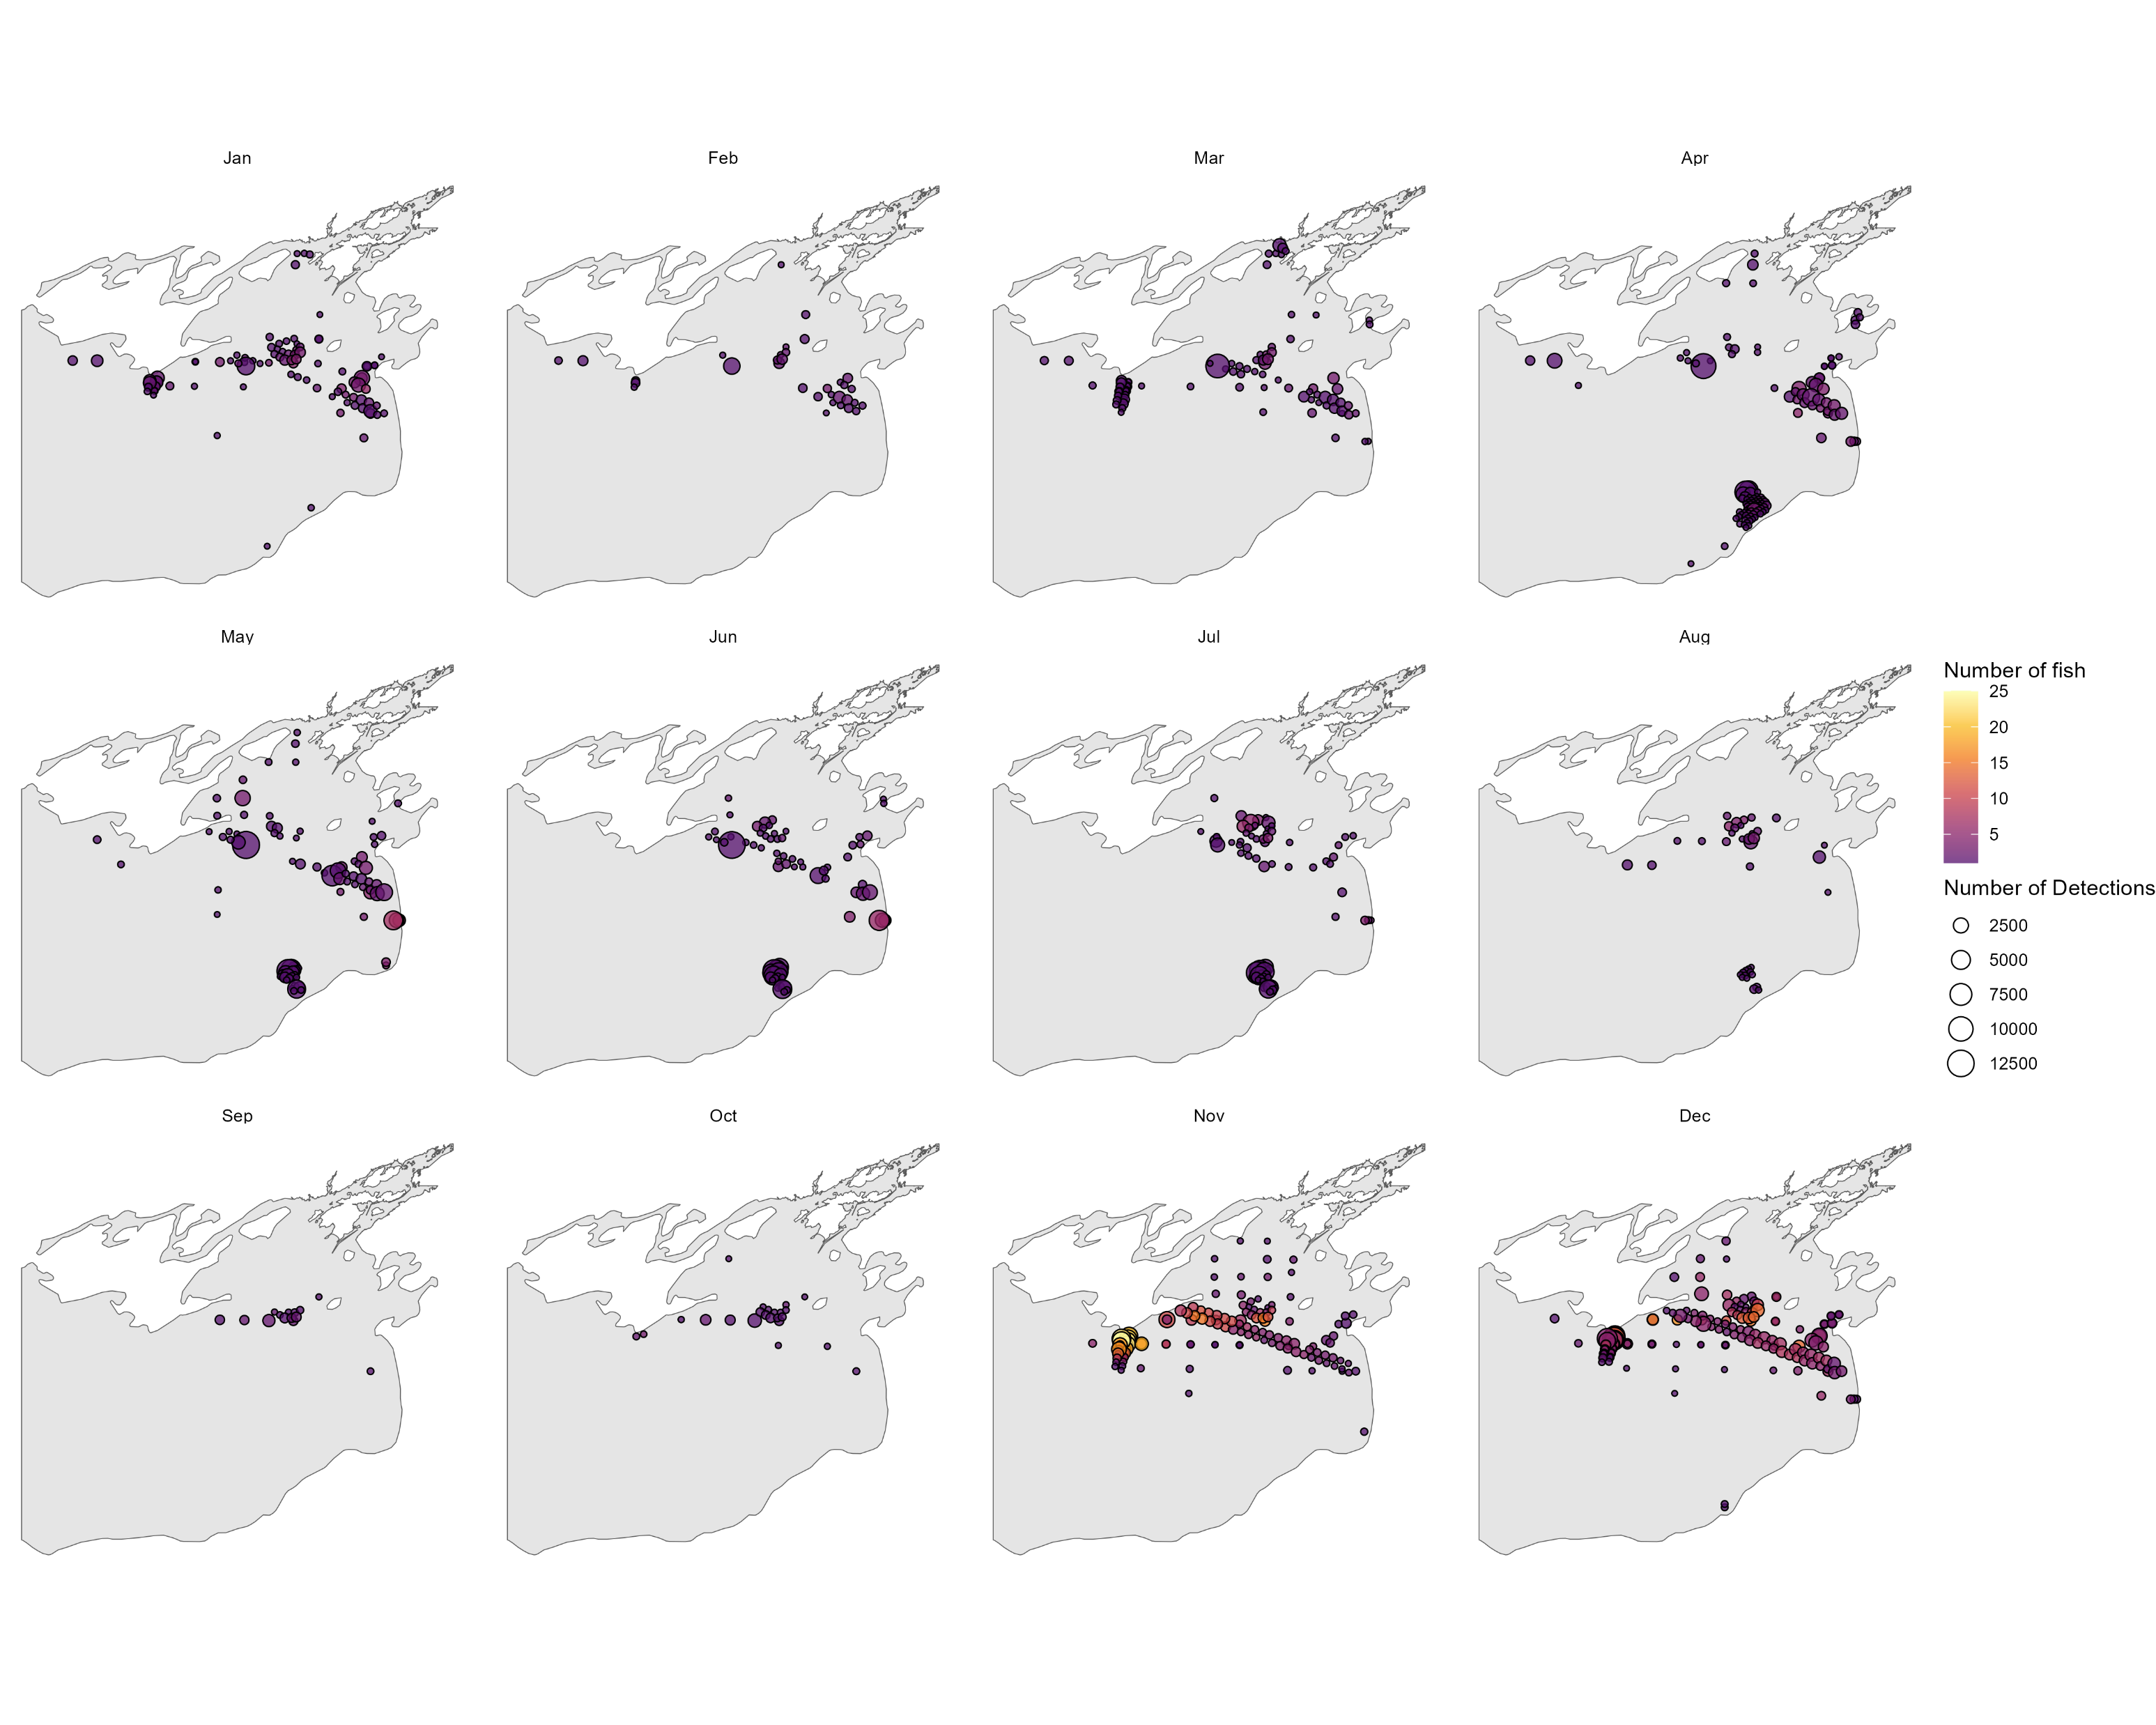 Jan
Feb
Mar
Apr
May
Jun
Jul
Aug
Number of fish
25
20
15
10
5
Number of Detections
2500
5000
7500
10000
12500
Sep
Oct
Nov
Dec